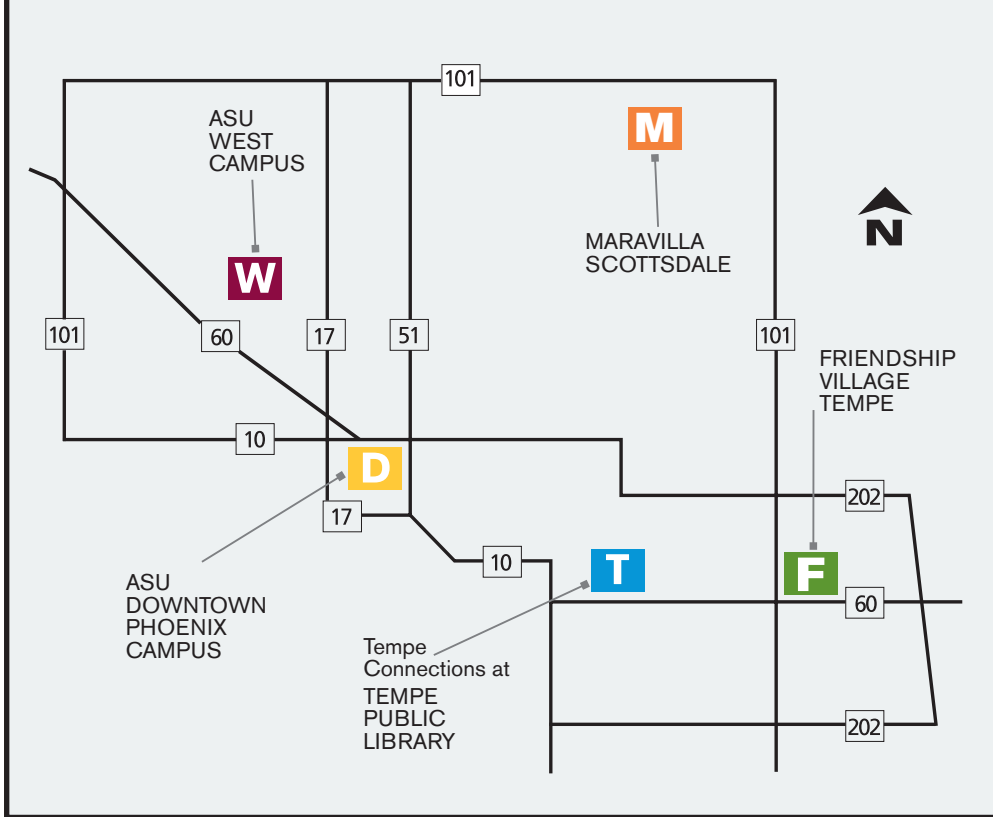 101
ASU
WEST
CAMPUS
M
N
MARAVILLA
SCOTTSDALE
W
101
60
17
51
101
FRIENDSHIP
VILLAGE
TEMPE
10
D
17
202
10
T
F
60
ASU
DOWNTOWN
PHOENIX
CAMPUS
Tempe
Connections at
TEMPE
PUBLIC
LIBRARY
202